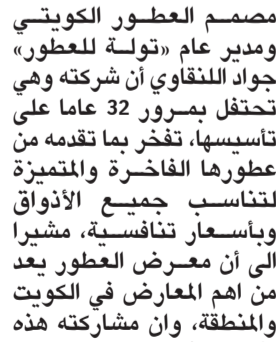 مصمم العطور الكويتي
ومدير عام «تولة للعطور»
جواد اللنقاوي أن شركته وهي
تحتفل بمرور 32 عاما على
تأسيسها، تفخر بما تقدمه من
عطورها الفاخرة والمتميزة
لتناسب جميع الأذواق
وبأسعار تنافسية، مشيرا
الى أن معرض العطور يعد
من اهم المعارض في الكويت
والمنطقة، وان مشاركته هذه